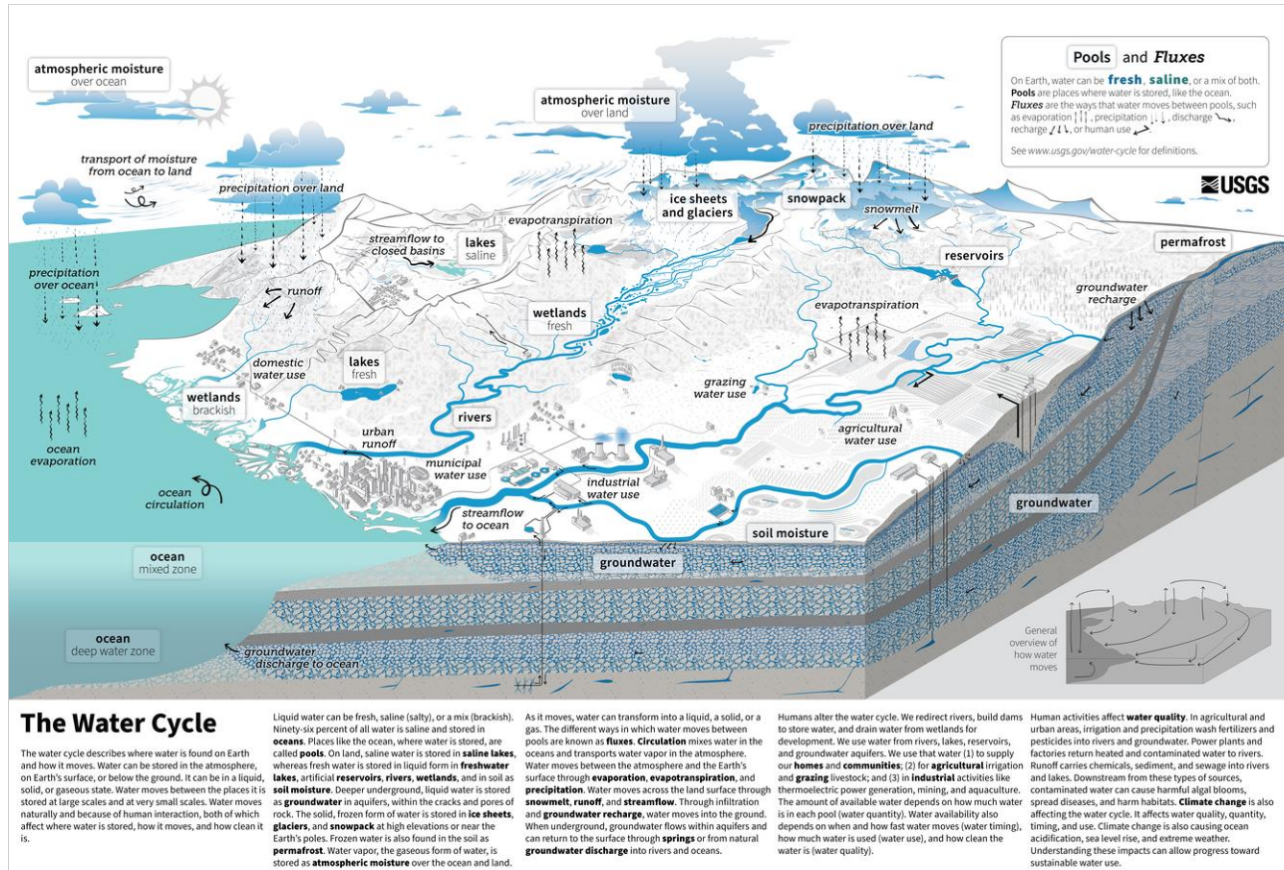 atmospheric moisture
over ocean
atmospheric moisture
over land
precipitation over land
Pools and Fluxes
On Earth, water can be fresh, saline, or a mix of both.
Pools are places where water is stored, like the ocean.
Fluxes are the ways that water moves between pools, such
as evaporation, precipitation, discharge,
recharge, or human use.
See www.usgs.gov/water-cycle for definitions.
USGS
transport of moisture
from ocean to land
precipitation over land
ice sheets
and glaciers
snowpack
snowmelt
evapotranspiration
streamflow to
closed basins
lakes
saline
permafrost
reservoirs
precipitation
over ocean
runoff
groundwater
recharge
evapotranspiration
wetlands
fresh
domestic
water use
lakes
fresh
grazing
water use
wetlands
brackish
rivers
agricultural
water use
urban
runoff
ocean
evaporation
municipal
water use
industrial
water use
ocean
circulation
streamflow
to ocean
soil moisture
groundwater
groundwater
ocean
mixed zone
ocean
deep water zone
groundwater
discharge to ocean
General
overview of
how water
moves
The Water Cycle
The water cycle describes where water is found on Earth
and how it moves. Water can be stored in the atmosphere,
on Earth's surface, or below the ground. It can be in a liquid,
solid, or gaseous state. Water moves between the places it is
stored at large scales and at very small scales. Water moves
naturally and because of human interaction, both of which
affect where water is stored, how it moves, and how clean it
is.
Liquid water can be fresh, saline (salty), or a mix (brackish).
Ninety-six percent of all water is saline and stored in
oceans. Places like the ocean, where water is stored, are
called pools. On land, saline water is stored in saline lakes,
whereas fresh water is stored in liquid form in freshwater
lakes, artificial reservoirs, rivers, wetlands, and in soil as
soil moisture. Deeper underground, liquid water is stored
as groundwater in aquifers, within the cracks and pores of
rock. The solid, frozen form of water is stored in ice sheets,
glaciers, and snowpack at high elevations or near the
Earth's poles. Frozen water is also found in the soil as
permafrost. Water vapor, the gaseous form of water, is
stored as atmospheric moisture over the ocean and land.
As it moves, water can transform into a liquid, a solid, or a
gas. The different ways in which water moves between
pools are known as fluxes. Circulation mixes water in the
oceans and transports water vapor in the atmosphere.
Water moves between the atmosphere and the Earth's
surface through evaporation, evapotranspiration, and
precipitation. Water moves across the land surface through
snowmelt, runoff, and streamflow. Through infiltration
and groundwater recharge, water moves into the ground.
When underground, groundwater flows within aquifers and
can return to the surface through springs or from natural
groundwater discharge into rivers and oceans.
Humans alter the water cycle. We redirect rivers, build dams
to store water, and drain water from wetlands for
development. We use water from rivers, lakes, reservoirs,
and groundwater aquifers. We use that water (1) to supply
our homes and communities; (2) for agricultural irrigation
and grazing livestock; and (3) in industrial activities like
thermoelectric power generation, mining, and aquaculture.
The amount of available water depends on how much water
is in each pool (water quantity). Water availability also
depends on when and how fast water moves (water timing),
how much water is used (water use), and how clean the
water is (water quality).
Human activities affect water quality. In agricultural and
urban areas, irrigation and precipitation wash fertilizers and
pesticides into rivers and groundwater. Power plants and
factories return heated and contaminated water to rivers.
Runoff carries chemicals, sediment, and sewage into rivers
and lakes. Downstream from these types of sources,
contaminated water can cause harmful algal blooms,
spread diseases, and harm habitats. Climate change is also
affecting the water cycle. It affects water quality, quantity,
timing, and use. Climate change is also causing ocean
acidification, sea level rise, and extreme weather.
Understanding these impacts can allow progress toward
sustainable water use.